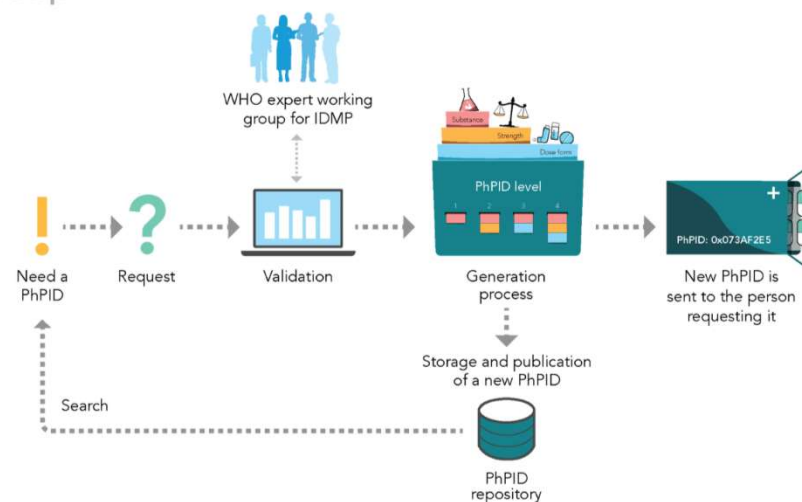 WHO expert working
group for IDMP
Substance
Strength
Dose form
PhPID level
1 2 3 4
PhPID: 0x073AF2E5
Need a
PhPID
Request
Validation
Generation
process
New PhPID is
sent to the person
requesting it
Storage and publication
of a new PhPID
Search
PhPID
repository